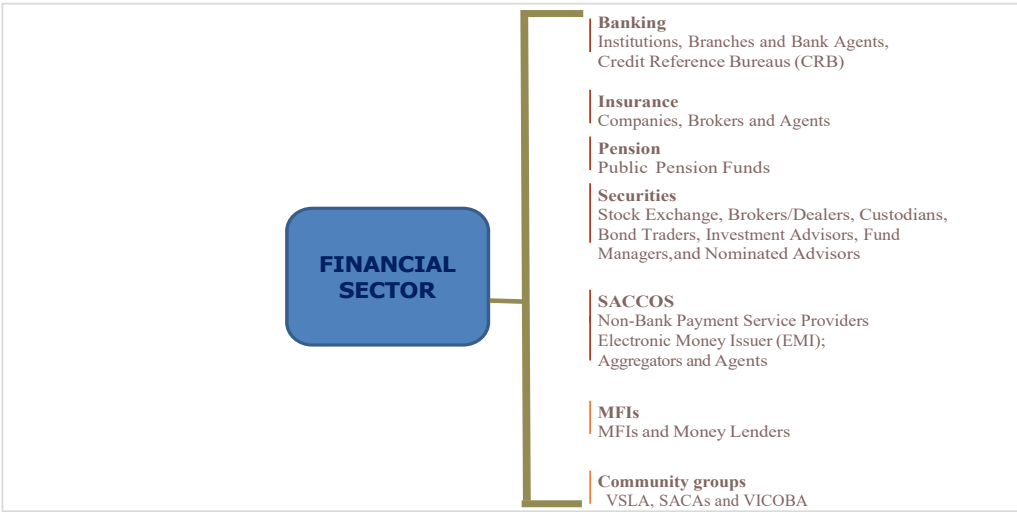 FINANCIAL
SECTOR
Banking
Institutions, Branches and Bank Agents,
Credit Reference Bureaus (CRB)
Insurance
Companies, Brokers and Agents
Pension
Public Pension Funds
Securities
Stock Exchange, Brokers/Dealers, Custodians,
Bond Traders, Investment Advisors, Fund
Managers,and Nominated Advisors
SACCOS
Non-Bank Payment Service Providers
Electronic Money Issuer (EMI);
Aggregators and Agents
MFIs
MFIs and Money Lenders
Community groups
VSLA, SACAs and VICOBA